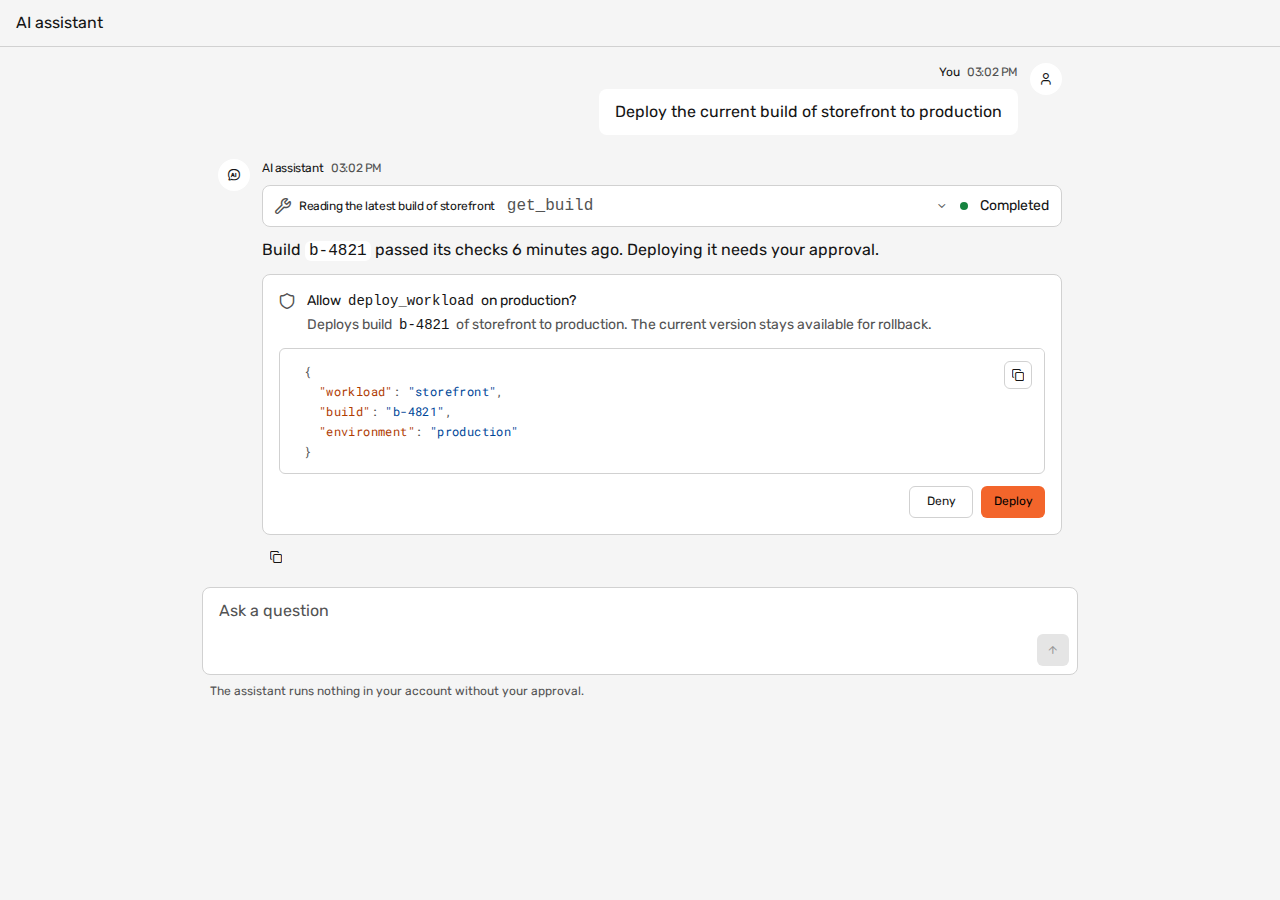 AI assistant
You 03:02 PM
Deploy the current build of storefront to production
AI
AI assistant 03:02 PM
Reading the latest build of storefront get_build Completed
Build b-4821 passed its checks 6 minutes ago. Deploying it needs your approval.
Allow deploy_workload on production?
Deploys build b-4821 of storefront to production. The current version stays available for rollback.
{
"workload": "storefront",
"build": "b-4821",
"environment": "production"
}
Deny Deploy
Ask a question
The assistant runs nothing in your account without your approval.